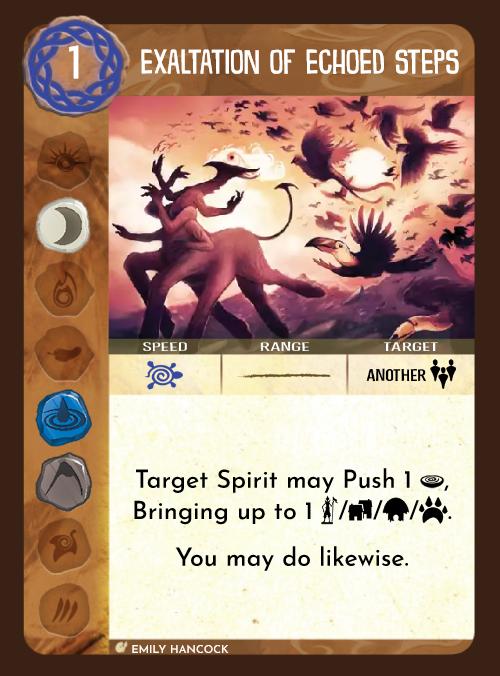 1
EXALTATION OF ECHOED STEPS
SPEED RANGE TARGET
ANOTHER
Target Spirit may Push 1 ,
Bringing up to 1 / / / .
You may do likewise.
EMILY HANCOCK